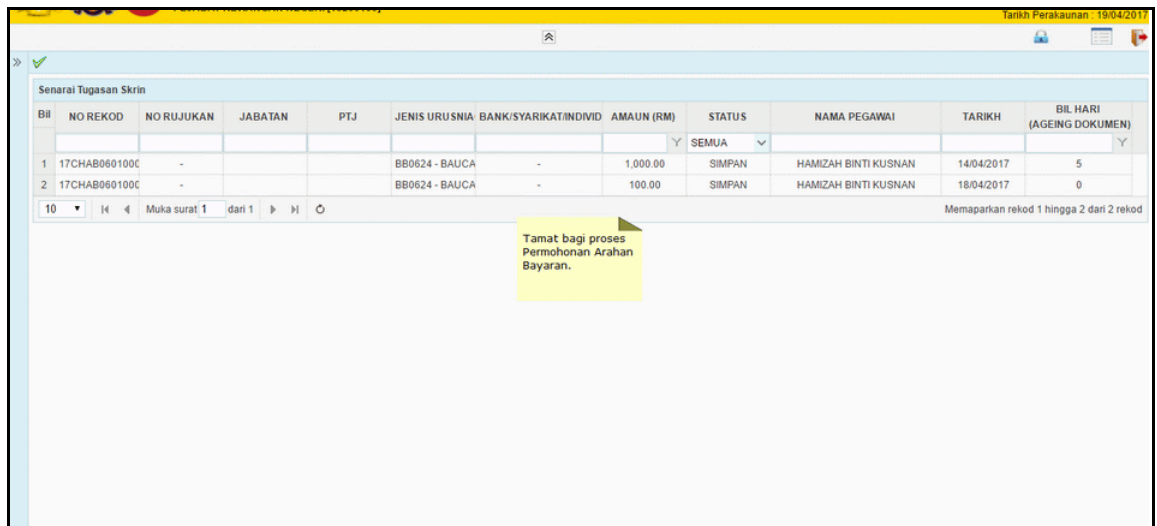 Tarikh Perakaunan : 19/04/2017
Senarai Tugasan Skrin
Bil NO REKOD NO RUJUKAN JABATAN PTJ JENIS URUSNIA BANK/SYARIKAT/INDIVID AMAUN (RM) STATUS NAMA PEGAWAI TARIKH BIL HARI
(AGEING DOKUMEN)
SEMUA
1 17CHAB0601000 - BB0624 - BAUCA - 1,000.00 SIMPAN HAMIZAH BINTI KUSNAN 14/04/2017 5
2 17CHAB0601000 - BB0624 - BAUCA - 100.00 SIMPAN HAMIZAH BINTI KUSNAN 18/04/2017 0
10 Muka surat 1 dari 1 Memaparkan rekod 1 hingga 2 dari 2 rekod
Tamat bagi proses
Permohonan Arahan
Bayaran.